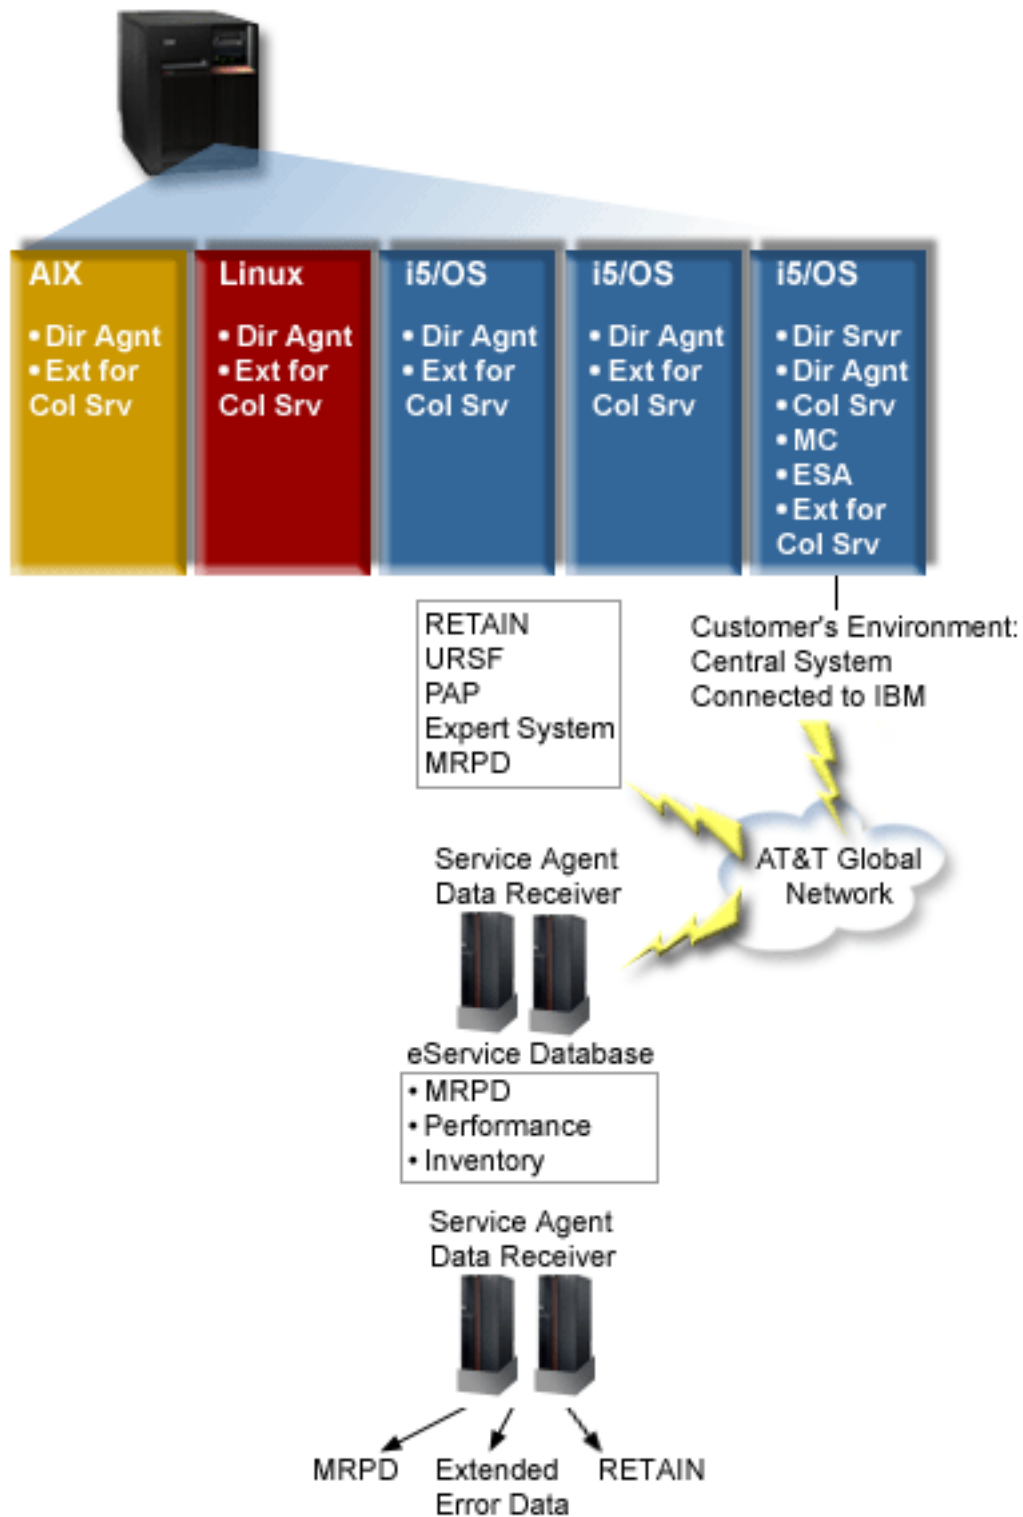 AIX
• Dir Agnt
• Ext for
Col Srv
Linux
• Dir Agnt
• Ext for
Col Srv
i5/OS
• Dir Agnt
• Ext for
Col Srv
i5/OS
• Dir Agnt
• Ext for
Col Srv
i5/OS
• Dir Srvr
• Dir Agnt
• Col Srv
• MC
• ESA
• Ext for
Col Srv
RETAIN
URSF
PAP
Expert System
MRPD
Customer's Environment:
Central System
Connected to IBM
AT&T Global
Network
Service Agent
Data Receiver
eService Database
• MRPD
• Performance
• Inventory
Service Agent
Data Receiver
MRPD
Extended
Error Data
RETAIN